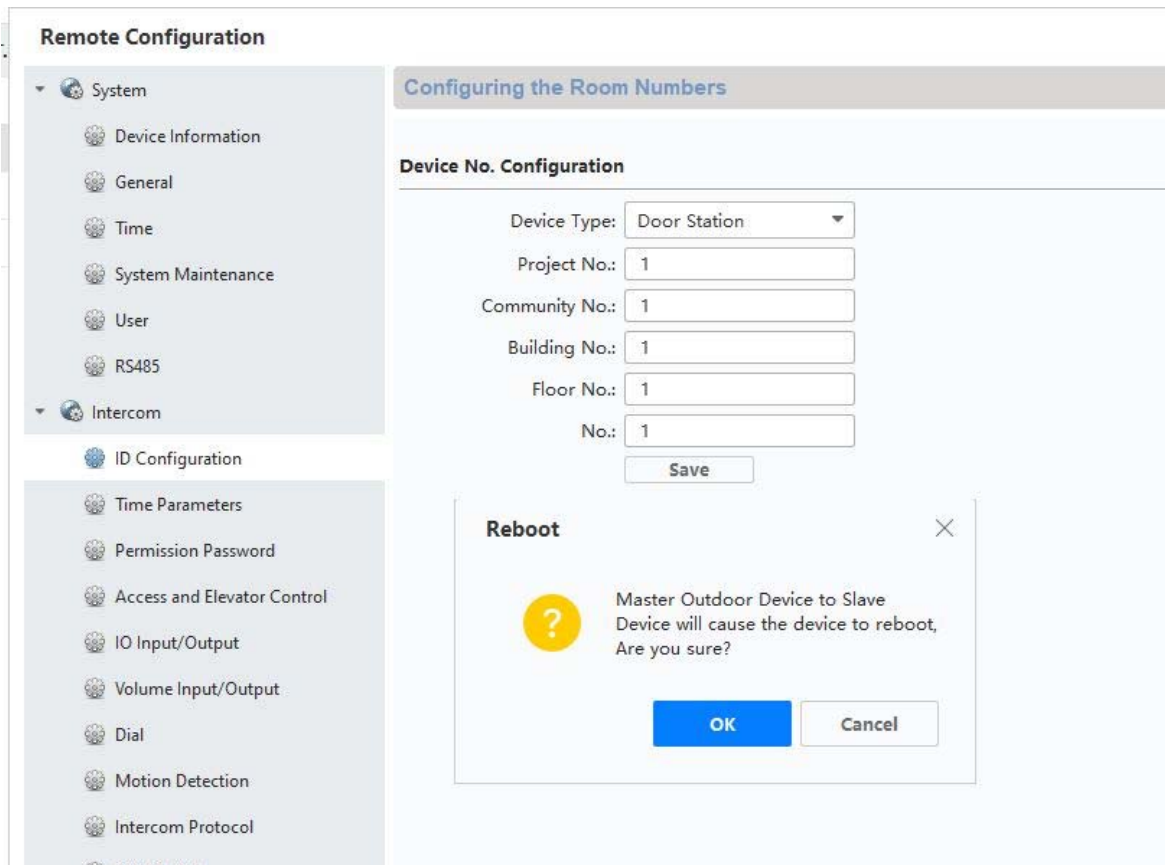 Remote Configuration
System
Device Information
General
Time
System Maintenance
User
RS485
Intercom
ID Configuration
Time Parameters
Permission Password
Access and Elevator Control
IO Input/Output
Volume Input/Output
Dial
Motion Detection
Intercom Protocol
Configuring the Room Numbers
Device No. Configuration
Device Type: Door Station
Project No.: 1
Community No.: 1
Building No.: 1
Floor No.: 1
No.: 1
Save
Reboot
?
Master Outdoor Device to Slave
Device will cause the device to reboot,
Are you sure?
OK Cancel